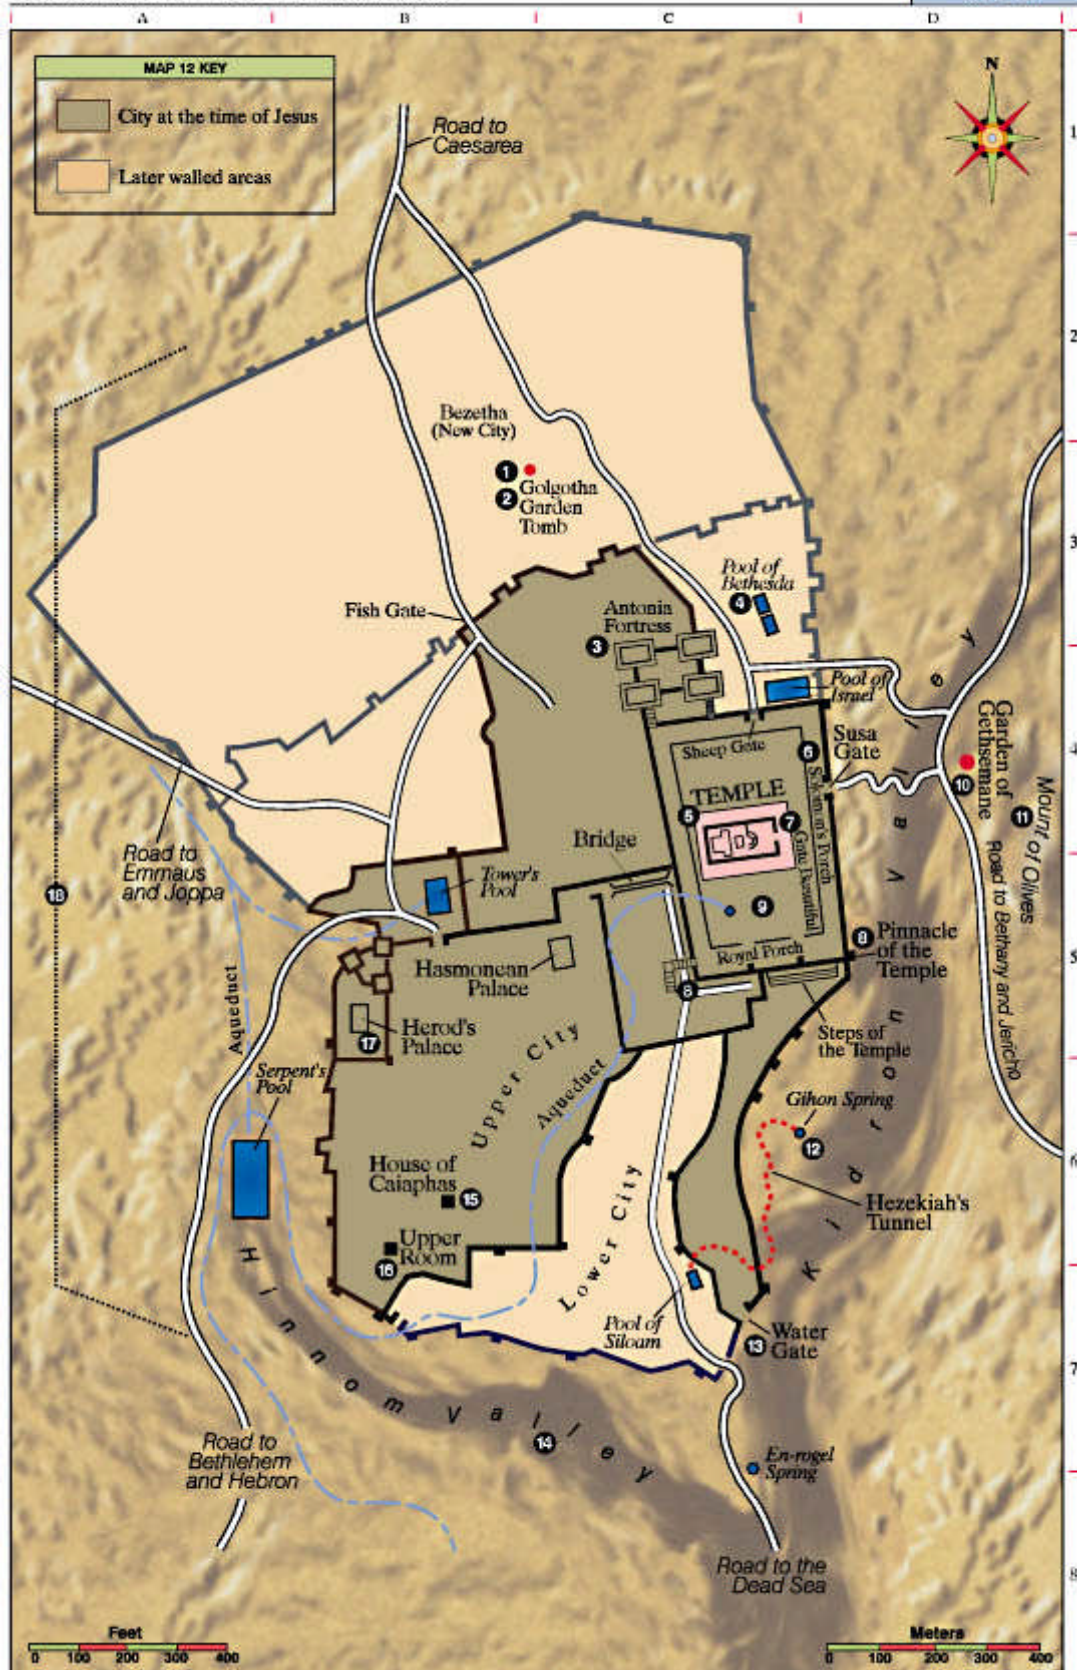 A B C D
MAP 12 KEY
City at the time of Jesus
Later walled areas
N
1
2
3
4
5
6
7
8
Road to
Caesarea
Bezetha
(New City)
1
2
Golgotha
Garden
Tomb
Pool of
Bethesda
4
Fish Gate
Antonia
Fortress
3
Pool of
Israel
Sheep Gate
6
Susa
Gate
Garden of
Gethsemane
10
11
Mount of Olives
TEMPLE
5
7
Solomon's Porch
Gate Beautiful
Bridge
Road to
Emmaus
and Joppa
Tower's
Pool
18
9
8
Pinnacle
of the
Temple
Royal Porch
Road to Bethany and Jericho
Hasmonean
Palace
8
Aqueduct
Herod's
Palace
17
Steps of
the Temple
Upper City
Aqueduct
Serpent's
Pool
Gihon Spring
12
Kidron Valley
House of
Caiaphas
15
Hezekiah's
Tunnel
Upper
Room
16
Lower City
Pool of
Siloam
Water
Gate
13
Hinnom Valley
14
Road to
Bethlehem
and Hebron
En-rogel
Spring
Road to the
Dead Sea
Feet
0 100 200 300 400
Meters
0 100 200 300 400